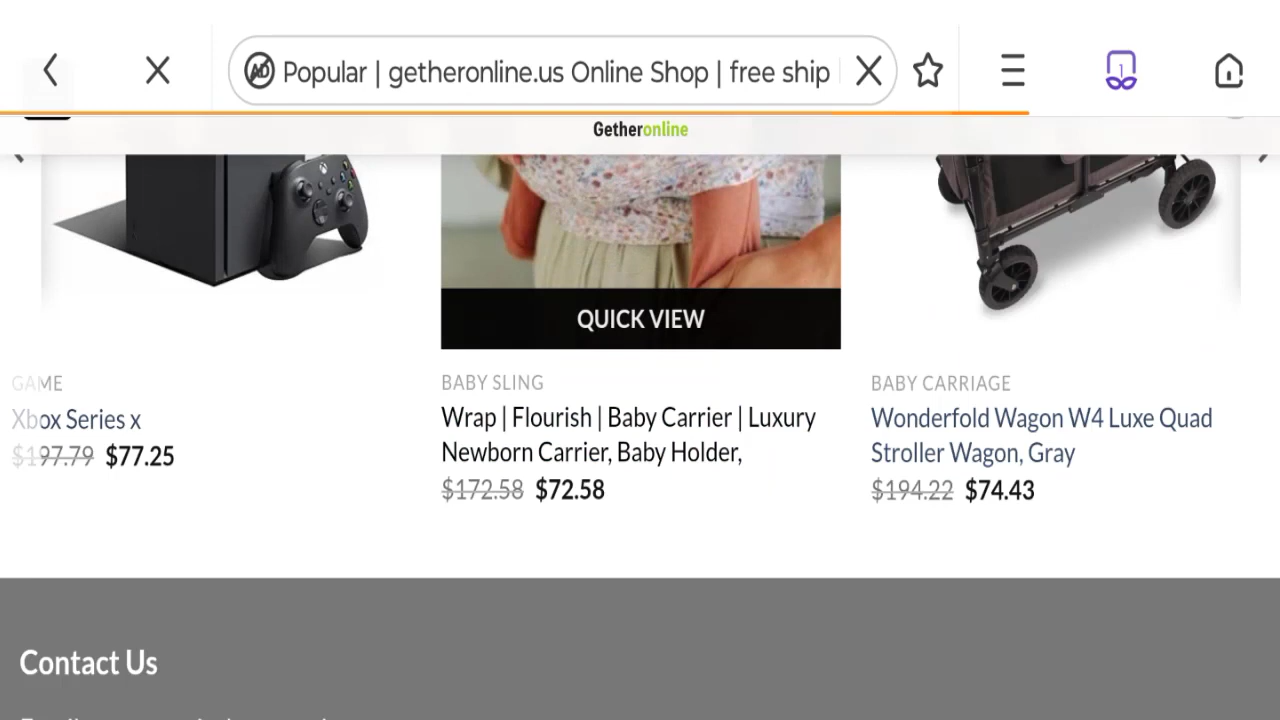 Popular | getheronline.us Online Shop | free ship
1
Getheronline
QUICK VIEW
GAME
Xbox Series x
$197.79 $77.25
BABY SLING
Wrap | Flourish | Baby Carrier | Luxury
Newborn Carrier, Baby Holder,
$172.58 $72.58
BABY CARRIAGE
Wonderfold Wagon W4 Luxe Quad
Stroller Wagon, Gray
$194.22 $74.43
Contact Us